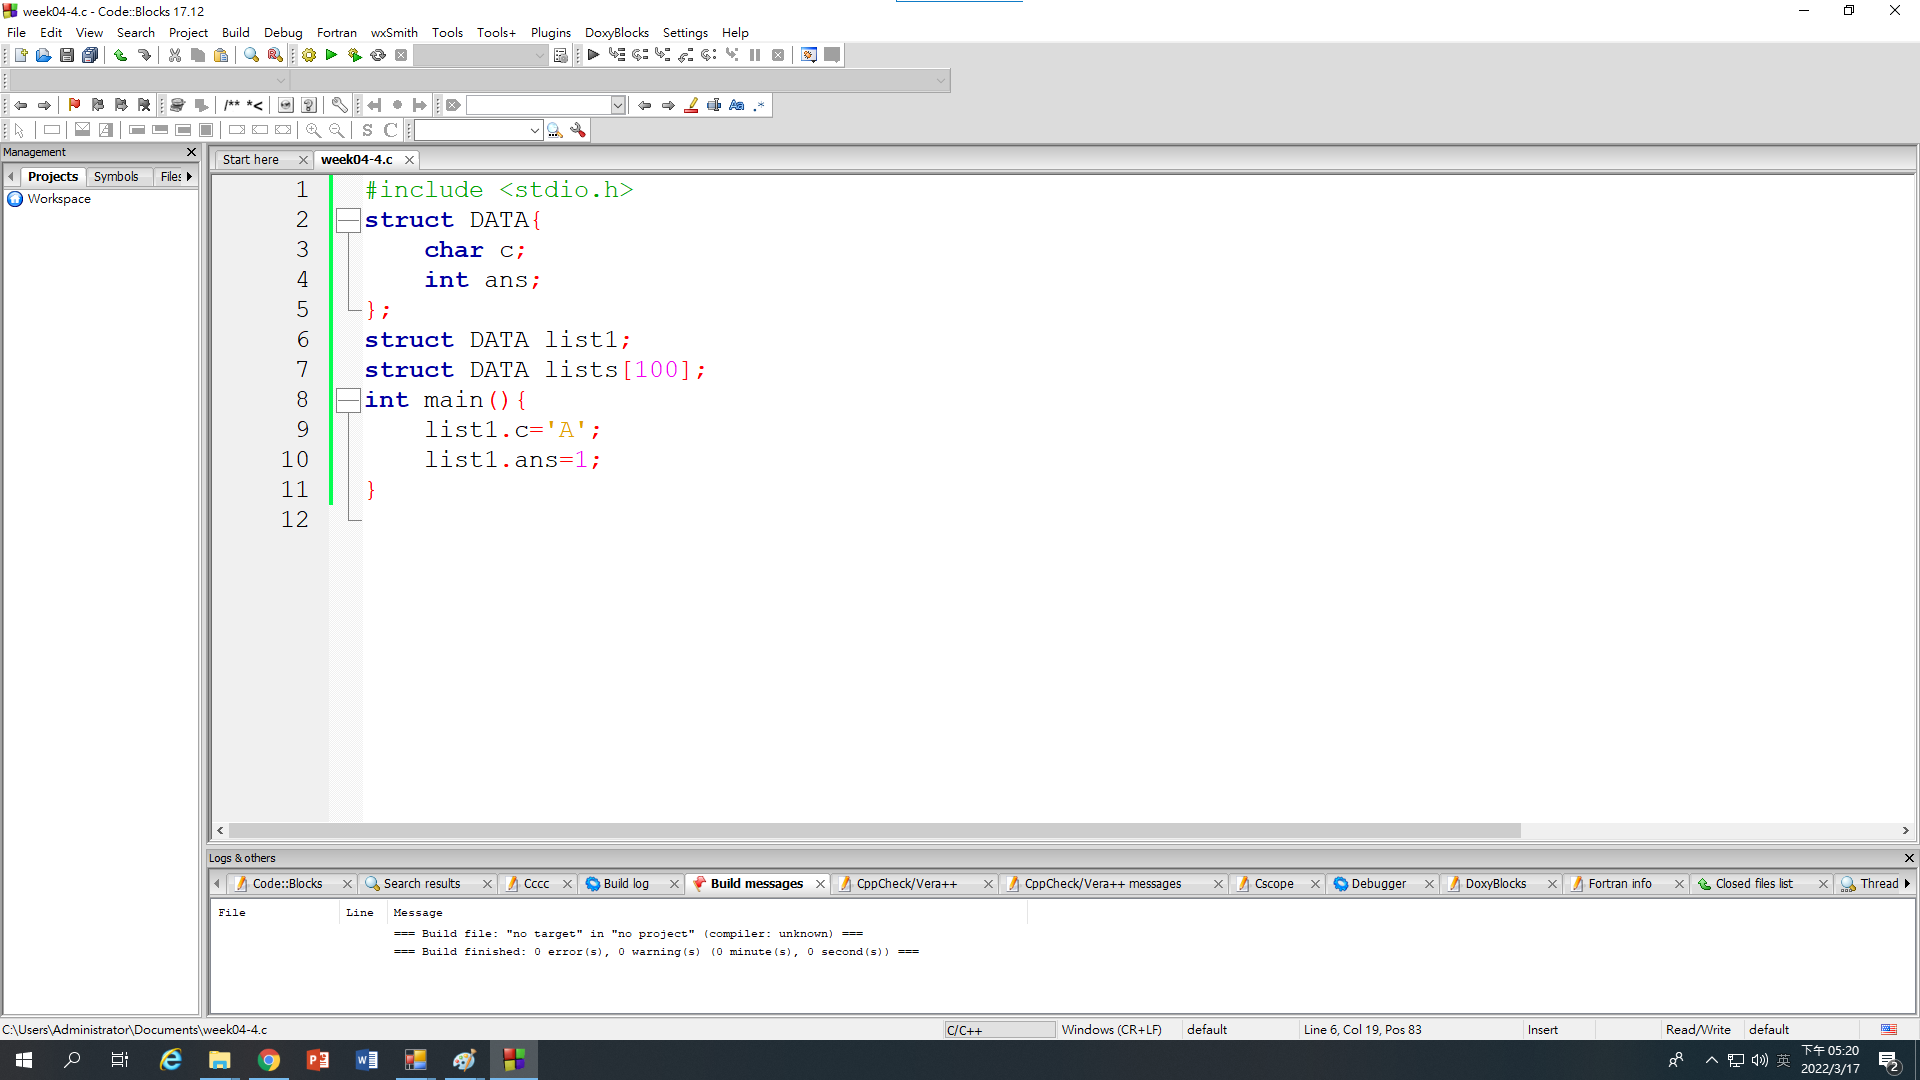 week04-4.c - Code::Blocks 17.12
File Edit View Search Project Build Debug Fortran wxSmith Tools Tools+ Plugins DoxyBlocks Settings Help
/** *<
S C
Management
Projects Symbols Files
Workspace
Start here week04-4.c
1 #include <stdio.h>
2 struct DATA{
3 char c;
4 int ans;
5 };
6 struct DATA list1;
7 struct DATA lists[100];
8 int main(){
9 list1.c='A';
10 list1.ans=1;
11 }
12
Logs & others
Code::Blocks Search results Cccc Build log Build messages CppCheck/Vera++ CppCheck/Vera++ messages Cscope Debugger DoxyBlocks Fortran info Closed files list Thread
File Line Message
=== Build file: "no target" in "no project" (compiler: unknown) ===
=== Build finished: 0 error(s), 0 warning(s) (0 minute(s), 0 second(s)) ===
C:\Users\Administrator\Documents\week04-4.c C/C++ Windows (CR+LF) default Line 6, Col 19, Pos 83 Insert Read/Write default
英 下午 05:20
2022/3/17 2